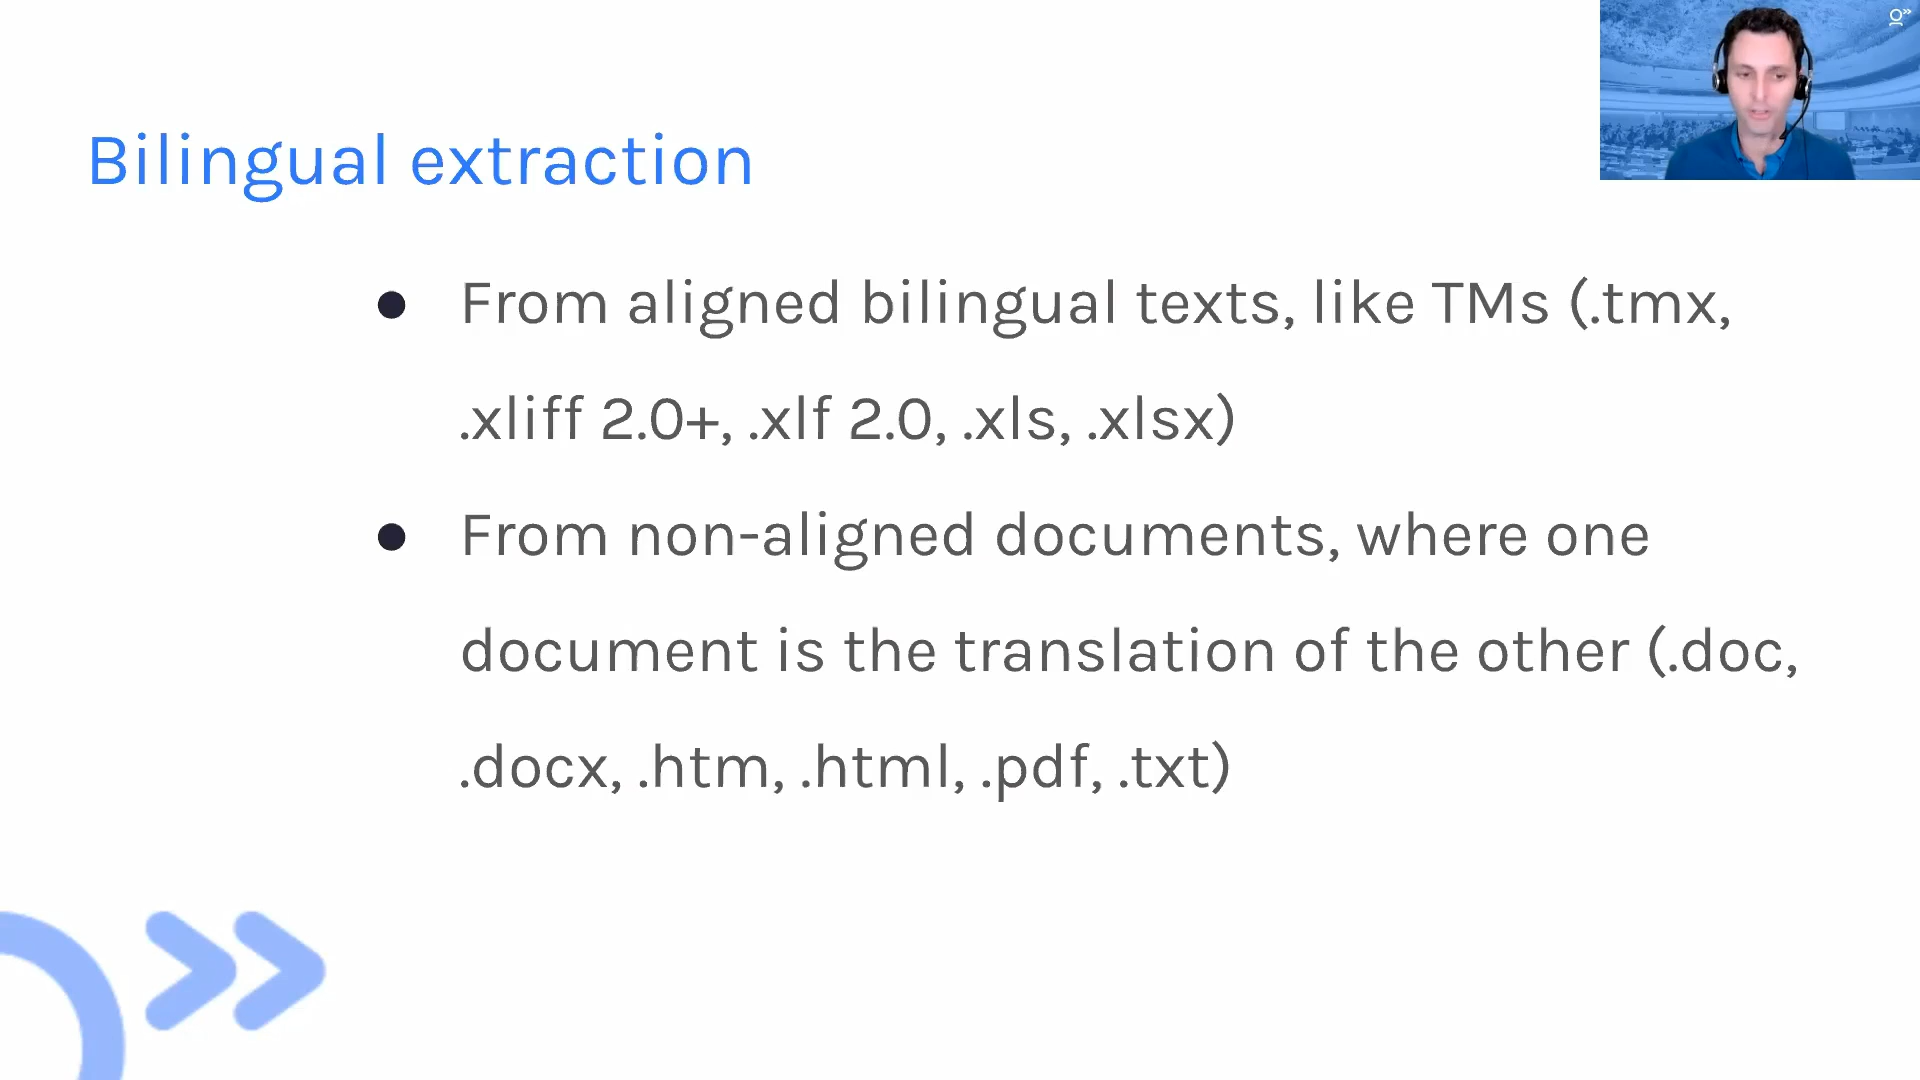 Bilingual extraction
● From aligned bilingual texts, like TMs (.tmx,
.xliff 2.0+, .xlf 2.0, .xls, .xlsx)
● From non-aligned documents, where one
document is the translation of the other (.doc,
.docx, .htm, .html, .pdf, .txt)